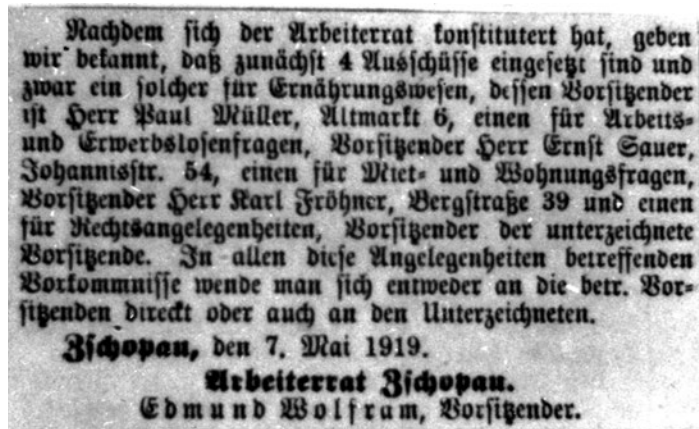 Nachdem sich der Arbeiterrat konstitutert hat, geben
wir bekannt, daß zunächst 4 Ausschüsse eingesetzt sind und
zwar ein solcher für Ernährungswesen, dessen Vorsitzender
ist Herr Paul Müller, Altmarkt 6, einen für Arbeits-
und Erwerbslosenfragen, Vorsitzender Herr Ernst Sauer,
Johannisstr. 54, einen für Miet- und Wohnungsfragen,
Vorsitzender Herr Karl Fröhner, Bergstraße 39 und einen
für Rechtsangelegenheiten, Vorsitzender der unterzeichnete
Vorsitzende. In allen diese Angelegenheiten betreffenden
Vorkommnisse wende man sich entweder an die betr. Vor-
sitzenden direckt oder auch an den Unterzeichneten.
Zschopau, den 7. Mai 1919.
Arbeiterrat Zschopau.
Edmund Wolfram, Vorsitzender.